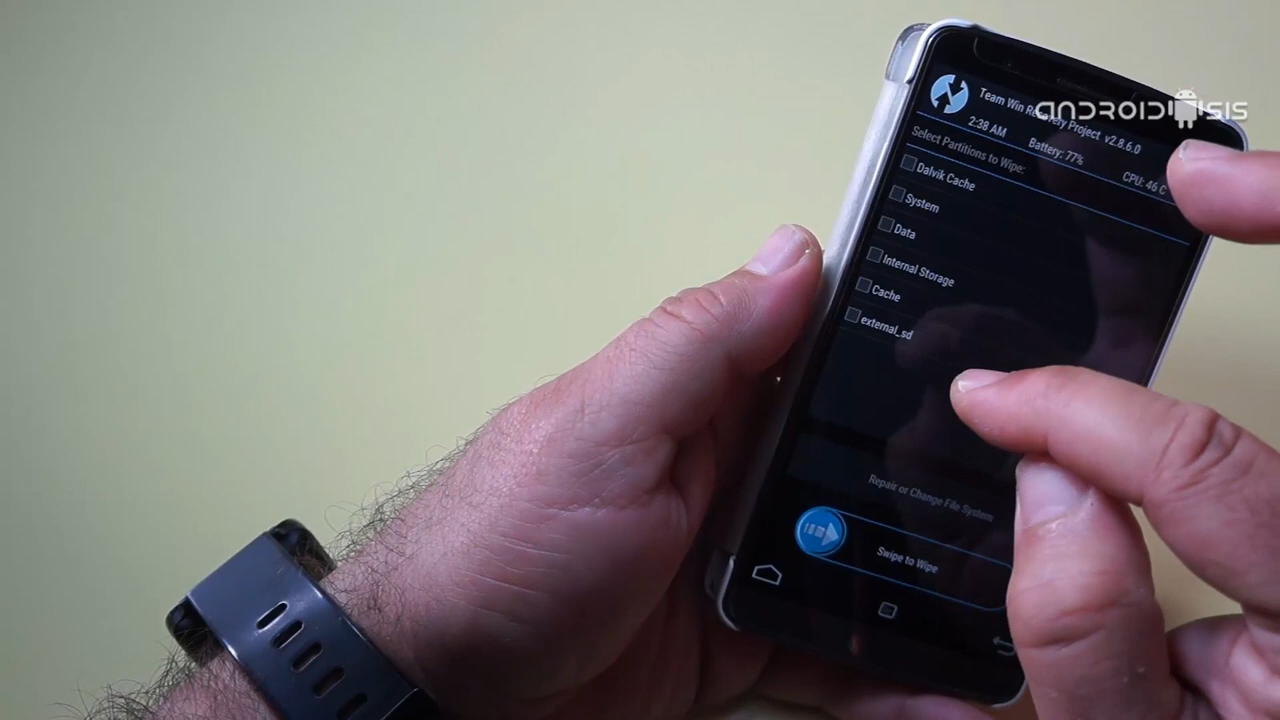 ANDROIDSIS
Team Win Recovery Project v2.8.6.0
2:38 AM Battery: 77% CPU: 46 C
Select Partitions to Wipe:
Dalvik Cache
System
Data
Internal Storage
Cache
external_sd
Repair or Change File System
Swipe to Wipe